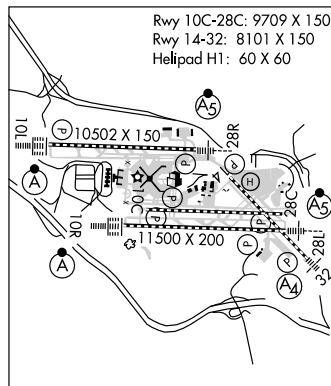 Rwy 10C-28C: 9709 X 150
Rwy 14-32: 8101 X 150
Helipad H1: 60 X 60
A5
10L
P
10502 X 150
28R
P
P
A
H
A5
10C
P
28C
P
10R
11500 X 200
28L
P
A
P
A4
32